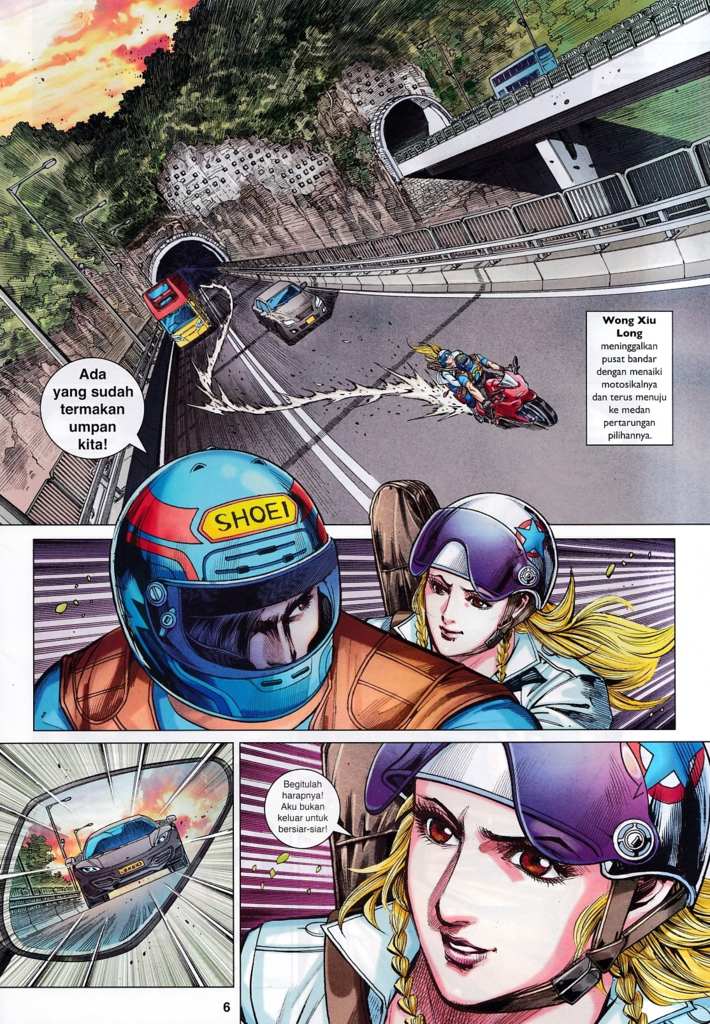 Wong Xiu
Long
meninggalkan
pusat bandar
dengan menaiki
motosikalnya
dan terus menuju
ke medan
pertarungan
pilihannya.
Ada
yang sudah
termakan
umpan
kita!
SHOEI
Begitulah
harapnya!
Aku bukan
keluar untuk
bersiar-siar!
6